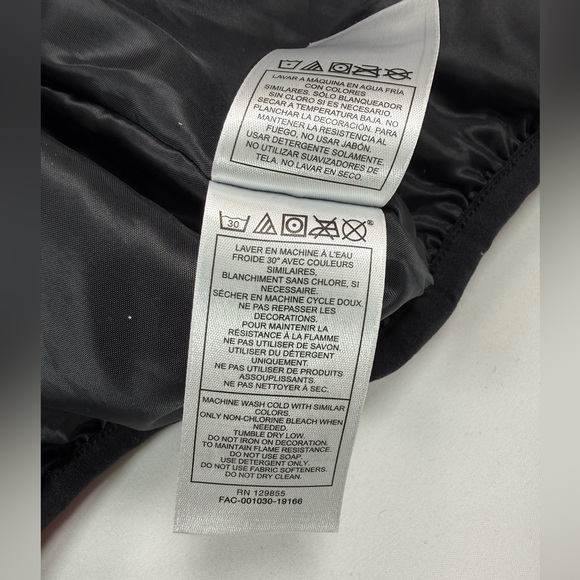 LAVAR A MÁQUINA EN AGUA FRÍA
CON COLORES
SIMILARES, SÓLO BLANQUEADOR
SIN CLORO SI ES NECESARIO.
SECAR A TEMPERATURA BAJA. NO
PLANCHAR LA DECORACIÓN. PARA
MANTENER LA RESISTENCIA AL
FUEGO, NO USAR JABÓN.
USAR DETERGENTE SOLAMENTE.
NO UTILIZAR SUAVIZADORES DE
TELA. NO LAVAR EN SECO.
30
®
LAVER EN MACHINE À L'EAU
FROIDE 30° AVEC COULEURS
SIMILAIRES,
BLANCHIMENT SANS CHLORE, SI
NECESSAIRE.
SÉCHER EN MACHINE CYCLE DOUX.
NE PAS REPASSER LES
DECORATIONS.
POUR MAINTENIR LA
RÉSISTANCE À LA FLAMME
NE PAS UTILISER DE SAVON.
UTILISER DU DÉTERGENT
UNIQUEMENT.
NE PAS UTILISER DE PRODUITS
ASSOUPLISSANTS.
NE PAS NETTOYER À SEC.
MACHINE WASH COLD WITH SIMILAR
COLORS.
ONLY NON-CHLORINE BLEACH WHEN
NEEDED.
TUMBLE DRY LOW.
DO NOT IRON ON DECORATION.
TO MAINTAIN FLAME RESISTANCE.
DO NOT USE SOAP.
USE DETERGENT ONLY.
DO NOT USE FABRIC SOFTENERS.
DO NOT DRY CLEAN.
RN 129855
FAC-001030-19166